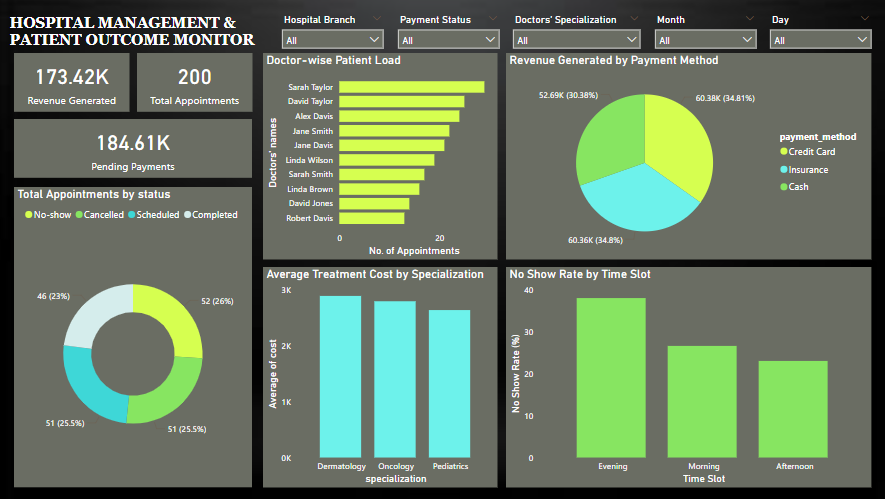 HOSPITAL MANAGEMENT &
PATIENT OUTCOME MONITOR
Hospital Branch
All
Payment Status
All
Doctors' Specialization
All
Month
All
Day
All
173.42K
Revenue Generated
200
Total Appointments
184.61K
Pending Payments
Total Appointments by status
No-show Cancelled Scheduled Completed
46 (23%)
52 (26%)
51 (25.5%)
51 (25.5%)
Doctor-wise Patient Load
Doctors' names
Sarah Taylor
David Taylor
Alex Davis
Jane Smith
Jane Davis
Linda Wilson
Sarah Smith
Linda Brown
David Jones
Robert Davis
0 20
No. of Appointments
Revenue Generated by Payment Method
52.69K (30.38%)
60.38K (34.81%)
60.36K (34.8%)
payment_method
Credit Card
Insurance
Cash
Average Treatment Cost by Specialization
Average of cost
3K
2K
1K
0K
Dermatology Oncology Pediatrics
specialization
No Show Rate by Time Slot
No Show Rate (%)
40
30
20
10
0
Evening Morning Afternoon
Time Slot